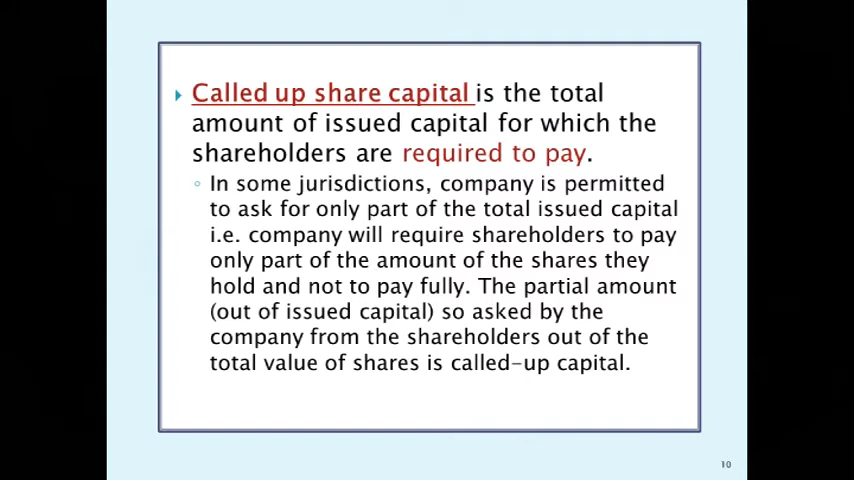 Called up share capital is the total
amount of issued capital for which the
shareholders are required to pay.
In some jurisdictions, company is permitted
to ask for only part of the total issued capital
i.e. company will require shareholders to pay
only part of the amount of the shares they
hold and not to pay fully. The partial amount
(out of issued capital) so asked by the
company from the shareholders out of the
total value of shares is called-up capital.
10